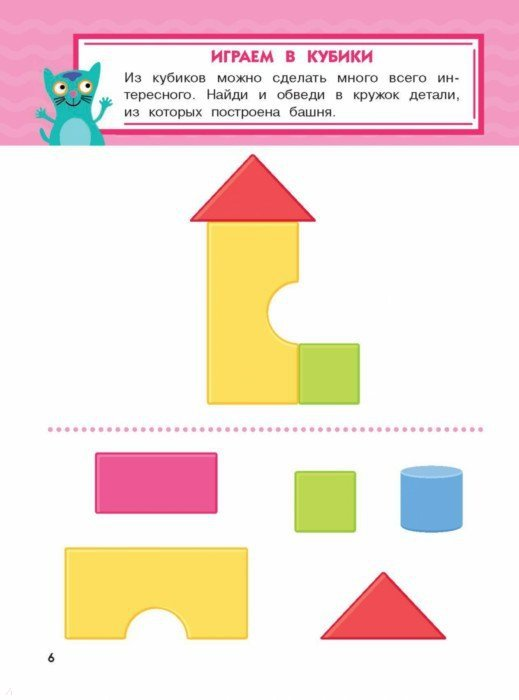 ИГРАЕМ В КУБИКИ
Из кубиков можно сделать много всего ин-
тересного. Найди и обведи в кружок детали,
из которых построена башня.
6